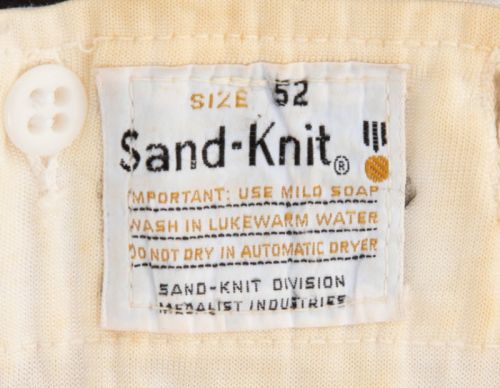 SIZE 52
Sand-Knit®
IMPORTANT: USE MILD SOAP
WASH IN LUKEWARM WATER
DO NOT DRY IN AUTOMATIC DRYER
SAND-KNIT DIVISION
MEDALIST INDUSTRIES